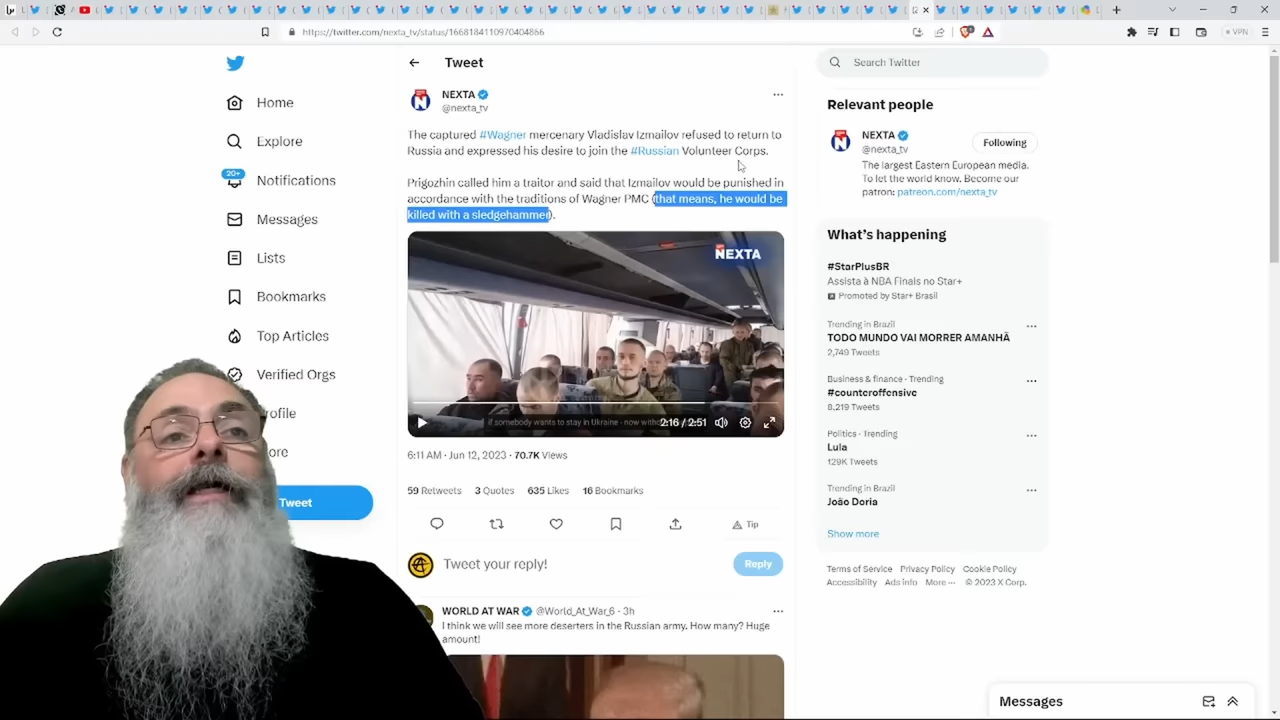 https://twitter.com/nexta_tv/status/1668184110970404866
VPN
Home
Explore
20+
Notifications
Messages
Lists
Bookmarks
Top Articles
Verified Orgs
rofile
ore
Tweet
Tweet
NEXTA
@nexta_tv
The captured #Wagner mercenary Vladislav Izmailov refused to return to
Russia and expressed his desire to join the #Russian Volunteer Corps.
Prigozhin called him a traitor and said that Izmailov would be punished in
accordance with the traditions of Wagner PMC (that means, he would be
killed with a sledgehammer).
NEXTA
if somebody wants to stay in Ukraine - now
2:16 / 2:51
6:11 AM · Jun 12, 2023 · 70.7K Views
59 Retweets 3 Quotes 635 Likes 16 Bookmarks
Tip
Tweet your reply!
Reply
WORLD AT WAR @World_At_War_6 · 3h
I think we will see more deserters in the Russian army. How many? Huge
amount!
Search Twitter
Relevant people
NEXTA
@nexta_tv
Following
The largest Eastern European media.
To let the world know. Become our
patron: patreon.com/nexta_tv
What's happening
#StarPlusBR
Assista à NBA Finals no Star+
Promoted by Star+ Brasil
Trending in Brazil
TODO MUNDO VAI MORRER AMANHÃ
2,749 Tweets
Business & finance · Trending
#counteroffensive
8,219 Tweets
Politics · Trending
Lula
129K Tweets
Trending in Brazil
João Doria
Show more
Terms of Service Privacy Policy Cookie Policy
Accessibility Ads info More ··· © 2023 X Corp.
Messages